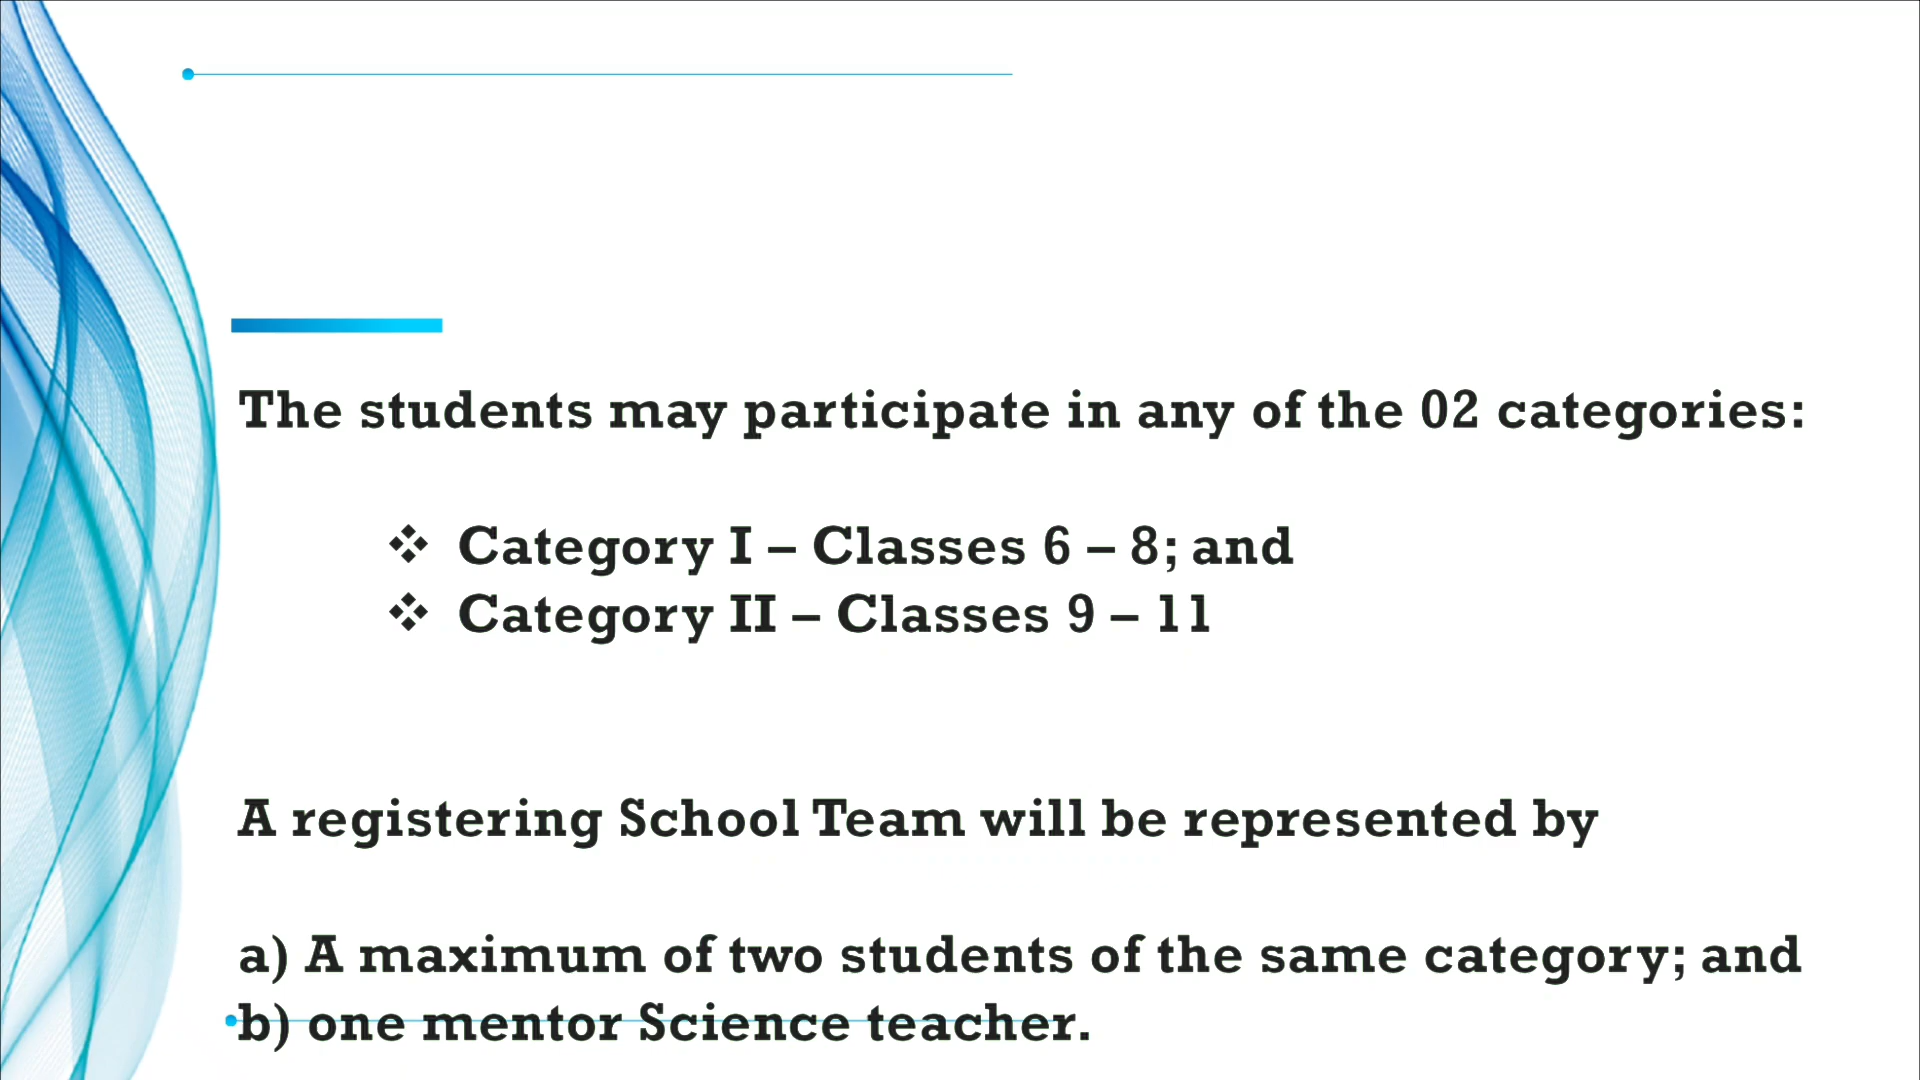 The students may participate in any of the 02 categories:
❖ Category I – Classes 6 – 8; and
❖ Category II – Classes 9 – 11
A registering School Team will be represented by
a) A maximum of two students of the same category; and
b) one mentor Science teacher.